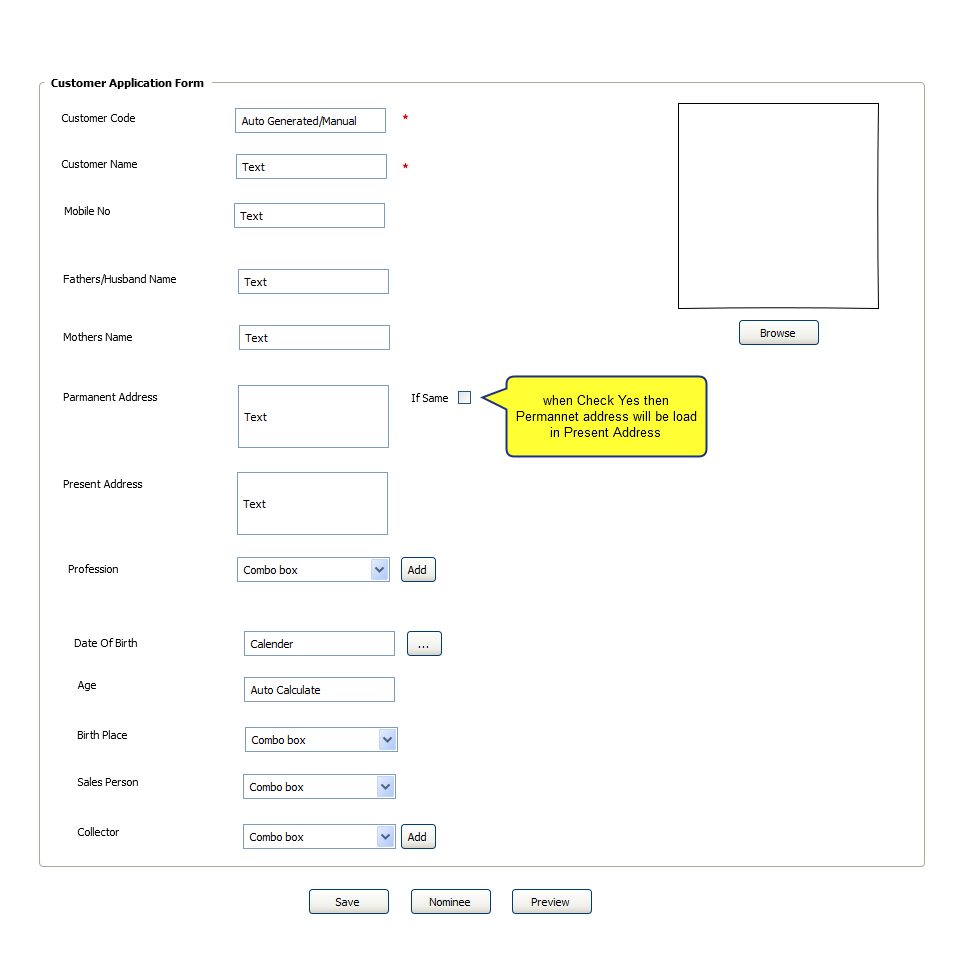 Customer Application Form
Customer Code Auto Generated/Manual *
Customer Name Text *
Mobile No Text
Fathers/Husband Name Text
Browse
Mothers Name Text
Parmanent Address Text If Same
when Check Yes then
Permannet address will be load
in Present Address
Present Address Text
Profession Combo box Add
Date Of Birth Calender ...
Age Auto Calculate
Birth Place Combo box
Sales Person Combo box
Collector Combo box Add
Save Nominee Preview